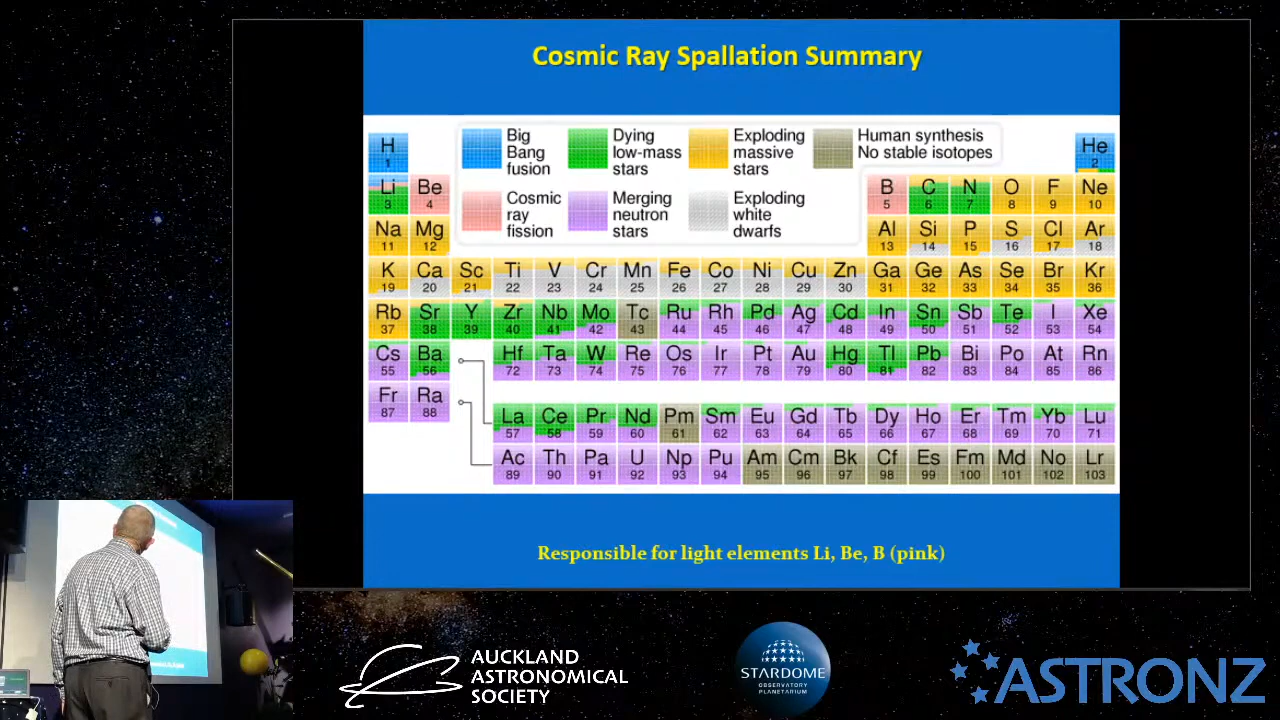 Cosmic Ray Spallation Summary
Big
Bang
fusion
Dying
low-mass
stars
Exploding
massive
stars
Human synthesis
No stable isotopes
Cosmic
ray
fission
Merging
neutron
stars
Exploding
white
dwarfs
H He
1 2
Li Be B C N O F Ne
3 4 5 6 7 8 9 10
Na Mg Al Si P S Cl Ar
11 12 13 14 15 16 17 18
K Ca Sc Ti V Cr Mn Fe Co Ni Cu Zn Ga Ge As Se Br Kr
19 20 21 22 23 24 25 26 27 28 29 30 31 32 33 34 35 36
Rb Sr Y Zr Nb Mo Tc Ru Rh Pd Ag Cd In Sn Sb Te I Xe
37 38 39 40 41 42 43 44 45 46 47 48 49 50 51 52 53 54
Cs Ba Hf Ta W Re Os Ir Pt Au Hg Tl Pb Bi Po At Rn
55 56 72 73 74 75 76 77 78 79 80 81 82 83 84 85 86
Fr Ra
87 88
La Ce Pr Nd Pm Sm Eu Gd Tb Dy Ho Er Tm Yb Lu
57 58 59 60 61 62 63 64 65 66 67 68 69 70 71
Ac Th Pa U Np Pu Am Cm Bk Cf Es Fm Md No Lr
89 90 91 92 93 94 95 96 97 98 99 100 101 102 103
Responsible for light elements Li, Be, B (pink)
AUCKLAND
ASTRONOMICAL
SOCIETY
STARDOME
OBSERVATORY
PLANETARIUM
ASTRONZ